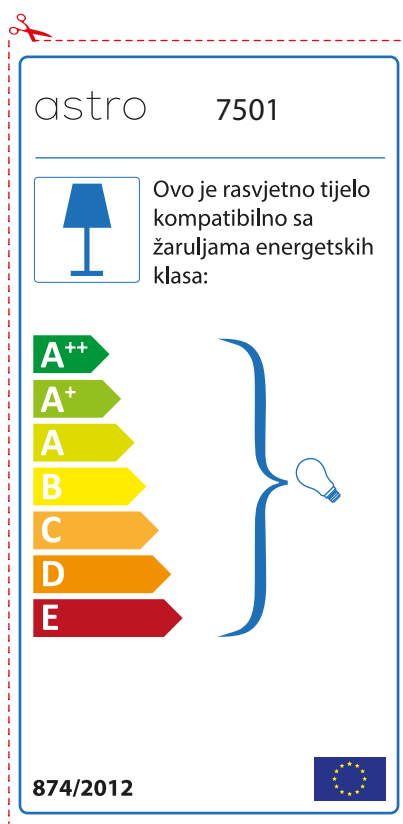 astro 7501
Ovo je rasvjetno tijelo
kompatibilno sa
žaruljama energetskih
klasa:
A++
A+
A
B
C
D
E
874/2012